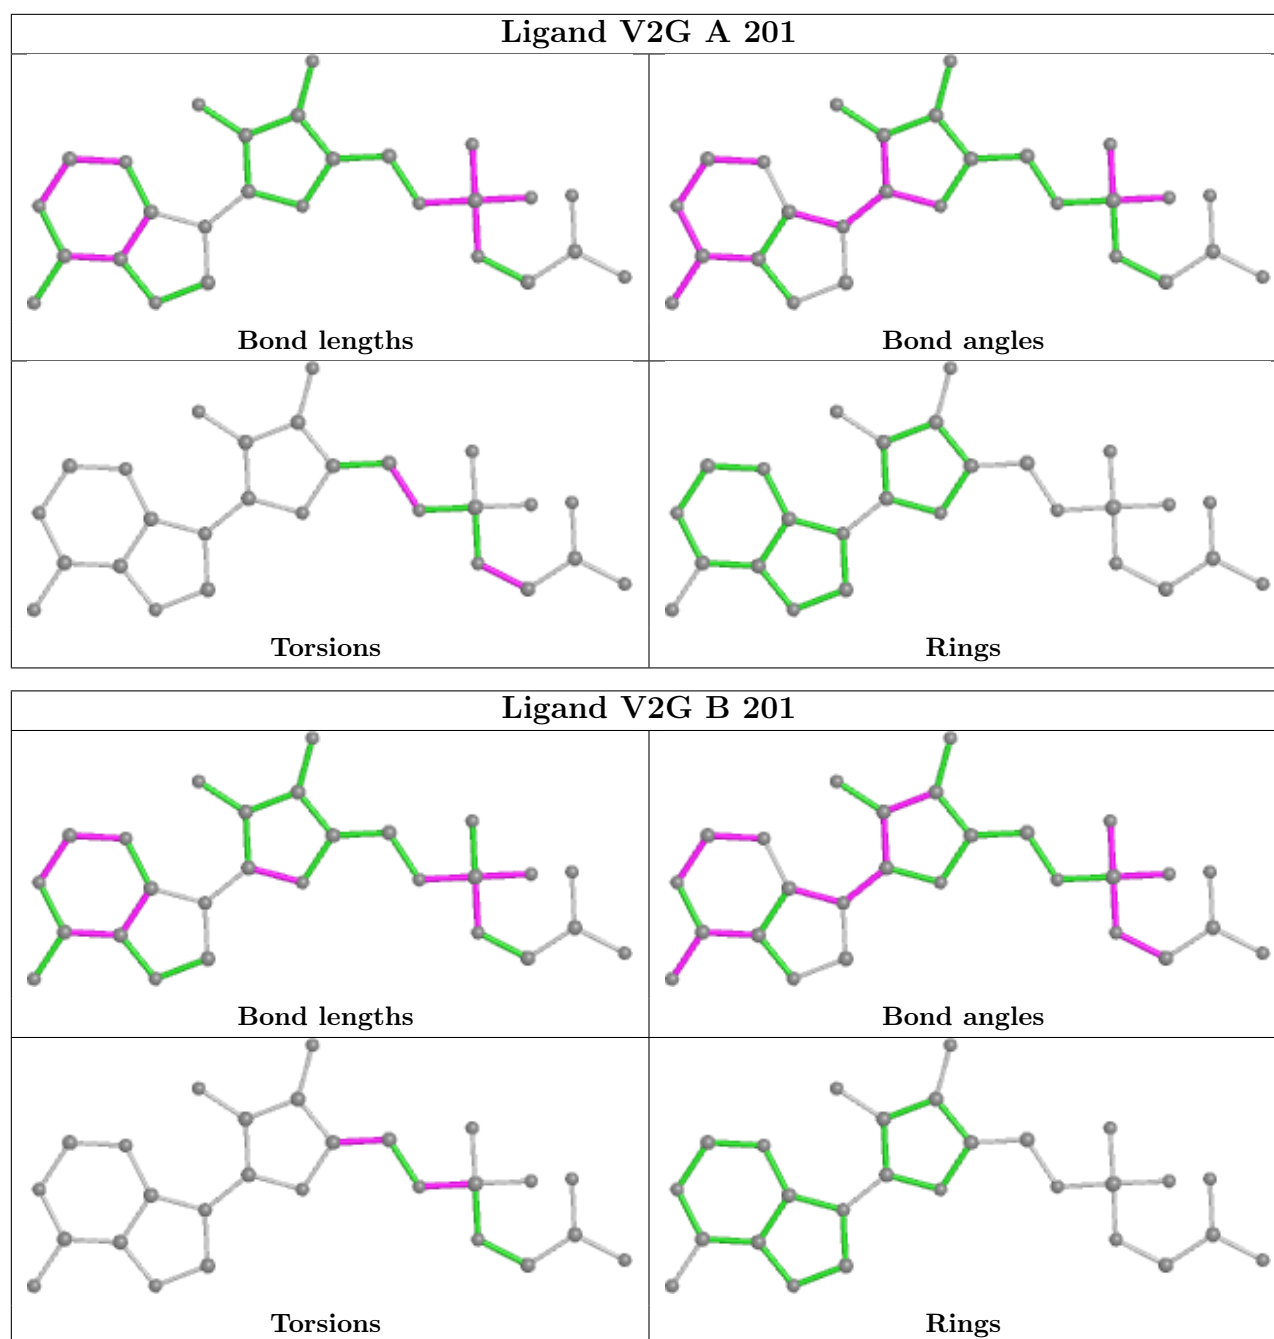 Ligand V2G A 201
Bond lengths
Bond angles
Torsions
Rings
Ligand V2G B 201
Bond lengths
Bond angles
Torsions
Rings